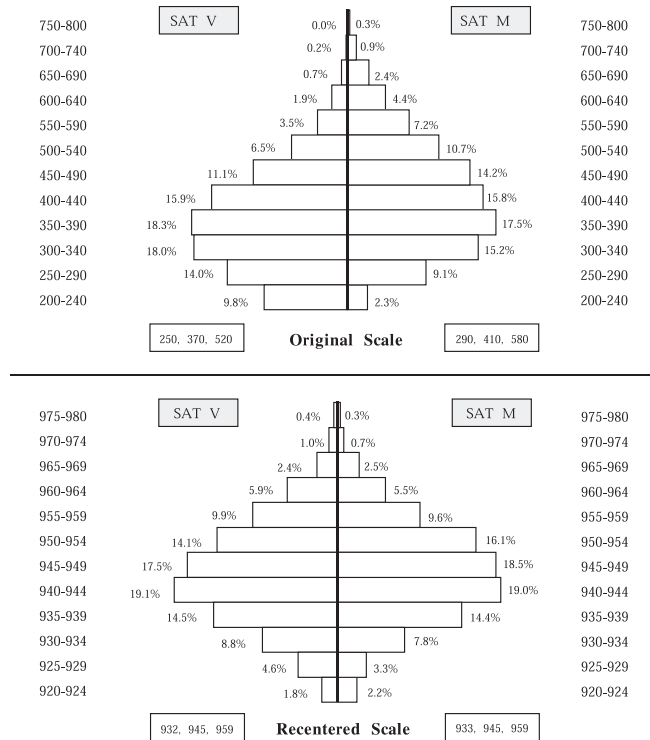 750-800 SAT V 0.0% 0.3% SAT M 750-800
700-740 0.2% 0.9% 700-740
650-690 0.7% 2.4% 650-690
600-640 1.9% 4.4% 600-640
550-590 3.5% 7.2% 550-590
500-540 6.5% 10.7% 500-540
450-490 11.1% 14.2% 450-490
400-440 15.9% 15.8% 400-440
350-390 18.3% 17.5% 350-390
300-340 18.0% 15.2% 300-340
250-290 14.0% 9.1% 250-290
200-240 9.8% 2.3% 200-240
250, 370, 520 Original Scale 290, 410, 580
975-980 SAT V 0.4% 0.3% SAT M 975-980
970-974 1.0% 0.7% 970-974
965-969 2.4% 2.5% 965-969
960-964 5.9% 5.5% 960-964
955-959 9.9% 9.6% 955-959
950-954 14.1% 16.1% 950-954
945-949 17.5% 18.5% 945-949
940-944 19.1% 19.0% 940-944
935-939 14.5% 14.4% 935-939
930-934 8.8% 7.8% 930-934
925-929 4.6% 3.3% 925-929
920-924 1.8% 2.2% 920-924
932, 945, 959 Recentered Scale 933, 945, 959